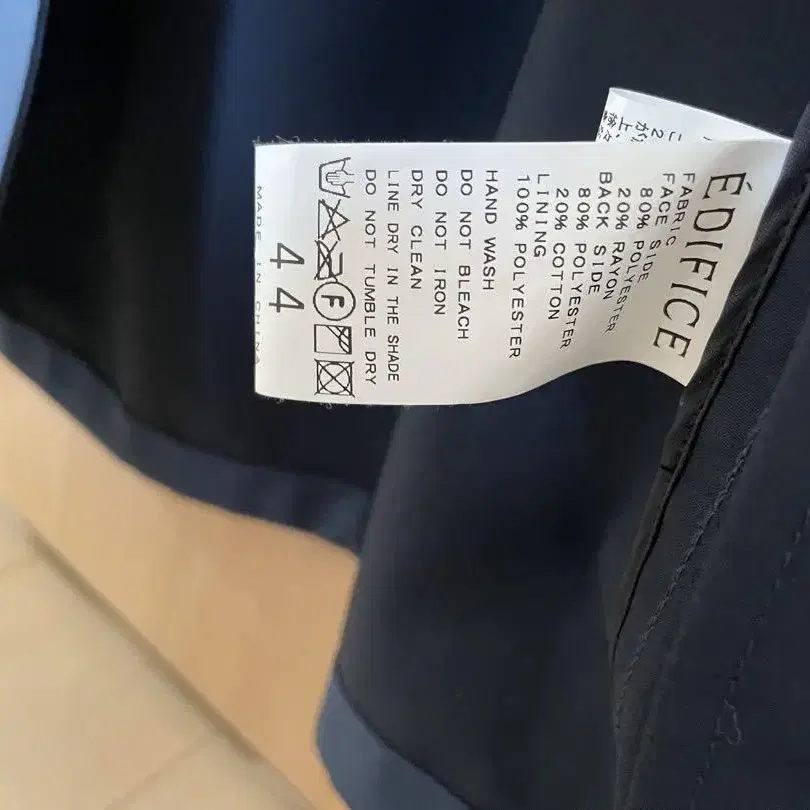 ÉDIFICE
FABRIC
FACE SIDE
80% POLYESTER
20% RAYON
BACK SIDE
80% POLYESTER
20% COTTON
LINING
100% POLYESTER
HAND WASH
DO NOT BLEACH
DO NOT IRON
DRY CLEAN
LINE DRY IN THE SHADE
DO NOT TUMBLE DRY
F
44
MADE IN CHINA